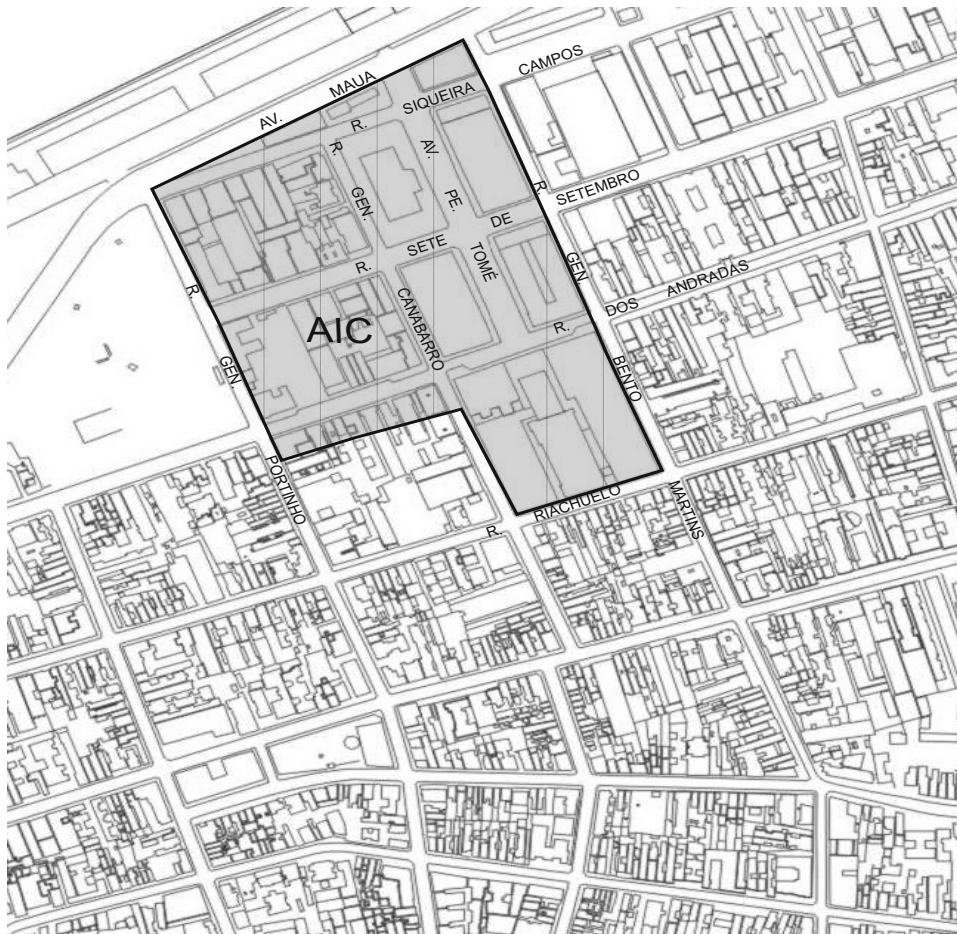 AV. MAUA
R. SIQUEIRA CAMPOS
R. GEN. CANABARRO
AV. PE. TOMÉ
R. SETE DE SETEMBRO
R. GEN. BENTO MARTINS
R. DOS ANDRADAS
R. GEN. PORTINHO
AIC
R. RIACHUELO